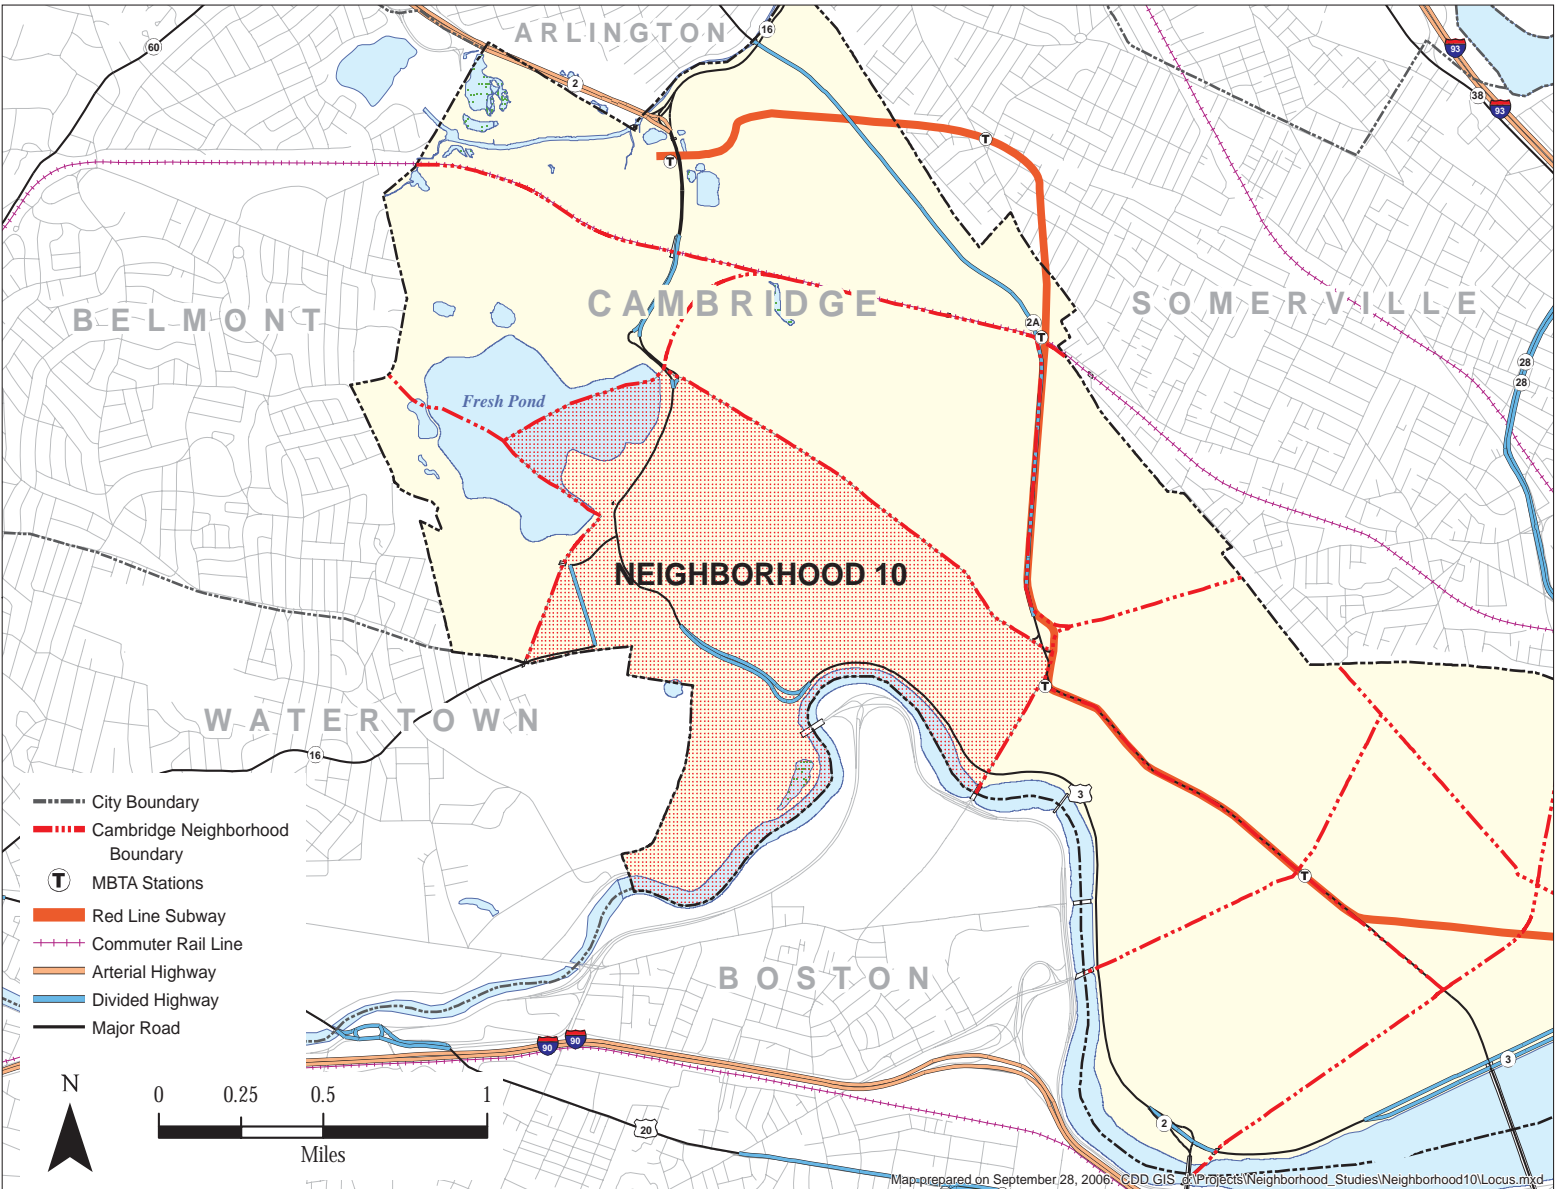 ARLINGTON
16
60
2
93
38
93
T
T
CAMBRIDGE
SOMERVILLE
BELMONT
2A
T
28
28
Fresh Pond
NEIGHBORHOOD 10
T
WATERTOWN
16
3
T
BOSTON
90
90
3
2
20
City Boundary
Cambridge Neighborhood
Boundary
T MBTA Stations
Red Line Subway
Commuter Rail Line
Arterial Highway
Divided Highway
Major Road
N
0 0.25 0.5 1
Miles
Map prepared on September 28, 2006. CDD GIS d:\Projects\Neighborhood_Studies\Neighborhood10\Locus.mxd